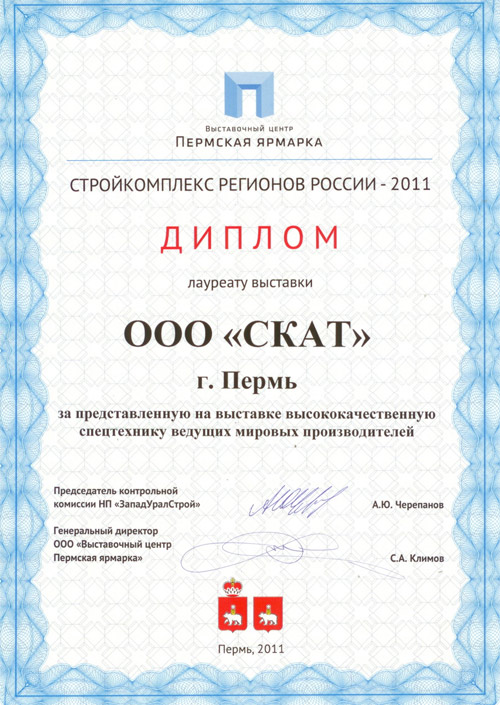 Выставочный центр
Пермская ярмарка
СТРОЙКОМПЛЕКС РЕГИОНОВ РОССИИ - 2011
ДИПЛОМ
лауреату выставки
ООО «СКАТ»
г. Пермь
за представленную на выставке высококачественную
спецтехнику ведущих мировых производителей
Председатель контрольной
комиссии НП «ЗападУралСтрой»
А.Ю. Черепанов
Генеральный директор
ООО «Выставочный центр
Пермская ярмарка»
С.А. Климов
Пермь, 2011